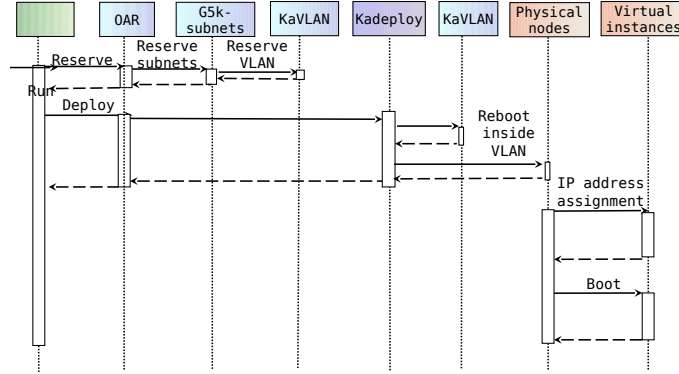 OAR
G5k-
subnets
KaVLAN
Kadeploy
KaVLAN
Physical
nodes
Virtual
instances
Reserve
Reserve
subnets
Reserve
VLAN
Run
Deploy
Reboot
inside
VLAN
IP address
assignment
Boot